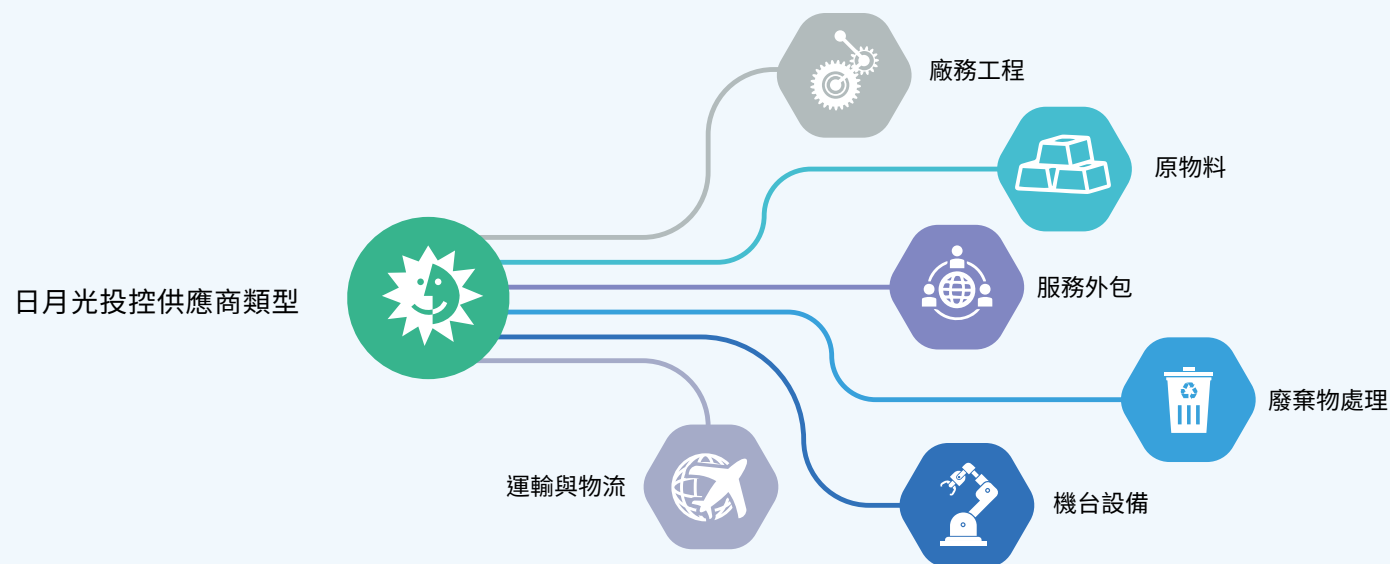 廠務工程
原物料
服務外包
日月光投控供應商類型
廢棄物處理
運輸與物流
機台設備